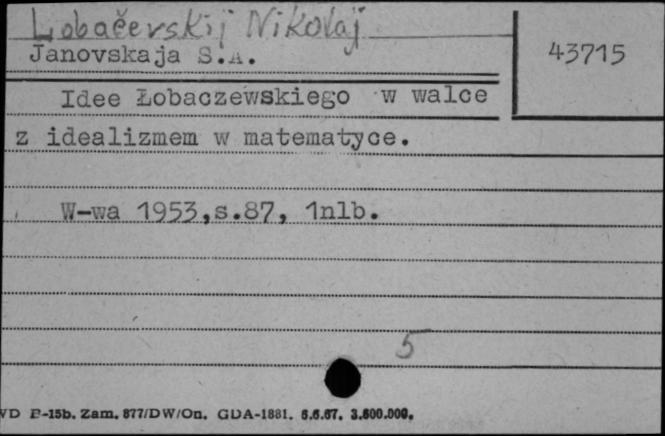 Lobačevskij Nikolaj
Janovskaja S.A.
43715
Idee Łobaczewskiego w walce
z idealizmem w matematyce.
W-wa 1953,s.87, 1nlb.
5
VD P-15b. Zam. 877/DW/On. GDA-1881. 6.6.67. 3.600.000.